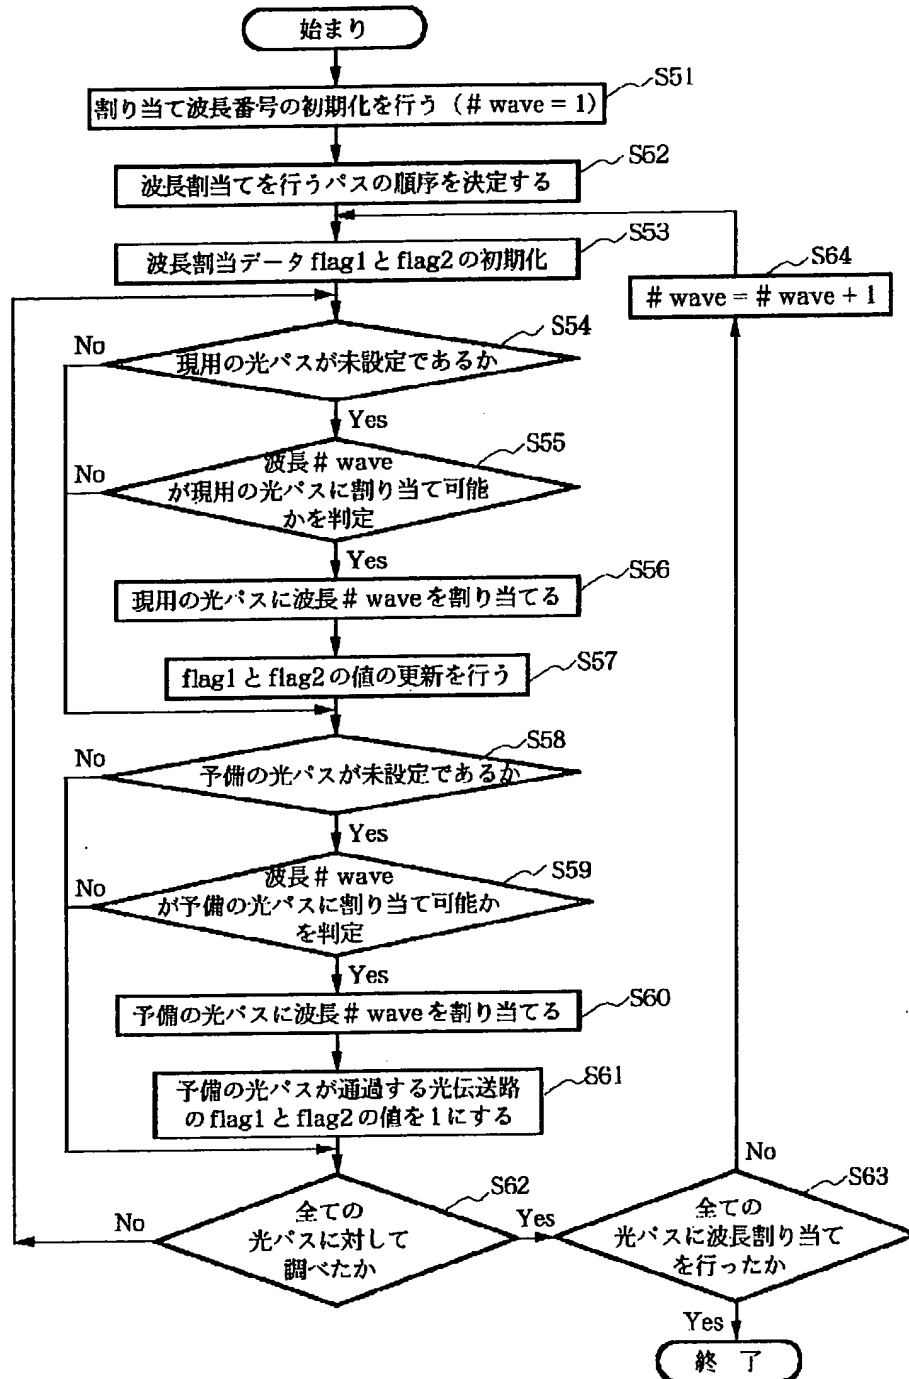 始まり
S51
割り当て波長番号の初期化を行う(# wave = 1)
S52
波長割当てを行うパスの順序を決定する
S53
波長割当データ flag1 と flag2 の初期化
S64
# wave = # wave + 1
S54
No
現用の光パスが未設定であるか
Yes
S55
No
波長 # wave
が現用の光パスに割り当て可能
かを判定
Yes
S56
現用の光パスに波長 # wave を割り当てる
S57
flag1 と flag2 の値の更新を行う
S58
No
予備の光パスが未設定であるか
Yes
S59
No
波長 # wave
が予備の光パスに割り当て可能か
を判定
Yes
S60
予備の光パスに波長 # wave を割り当てる
S61
予備の光パスが通過する光伝送路
の flag1 と flag2 の値を 1 にする
S62
No
全ての
光パスに対して
調べたか
Yes
No
S63
全ての
光パスに波長割り当て
を行ったか
Yes
終 了